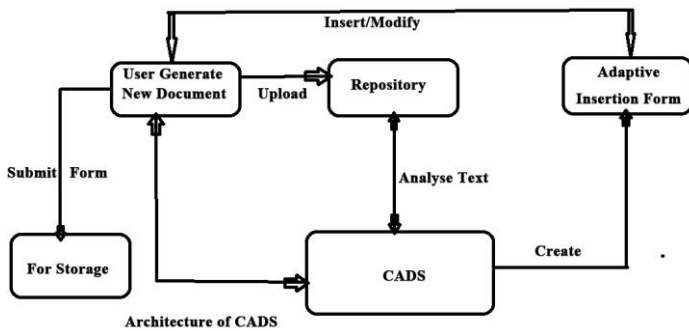 Insert/Modify
User Generate
New Document
Upload
Repository
Adaptive
Insertion Form
Submit Form
Analyse Text
For Storage
CADS
Create
Architecture of CADS